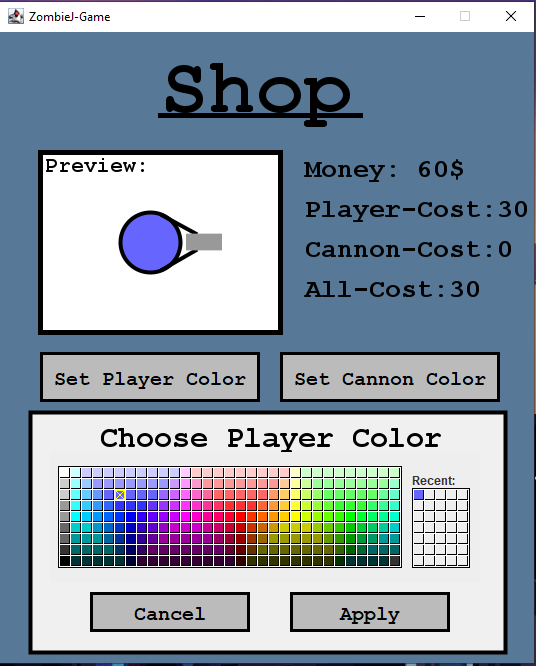 ZombieJ-Game
Shop
Preview:
Money: 60$
Player-Cost:30
Cannon-Cost:0
All-Cost:30
Set Player Color
Set Cannon Color
Choose Player Color
Recent:
Cancel
Apply